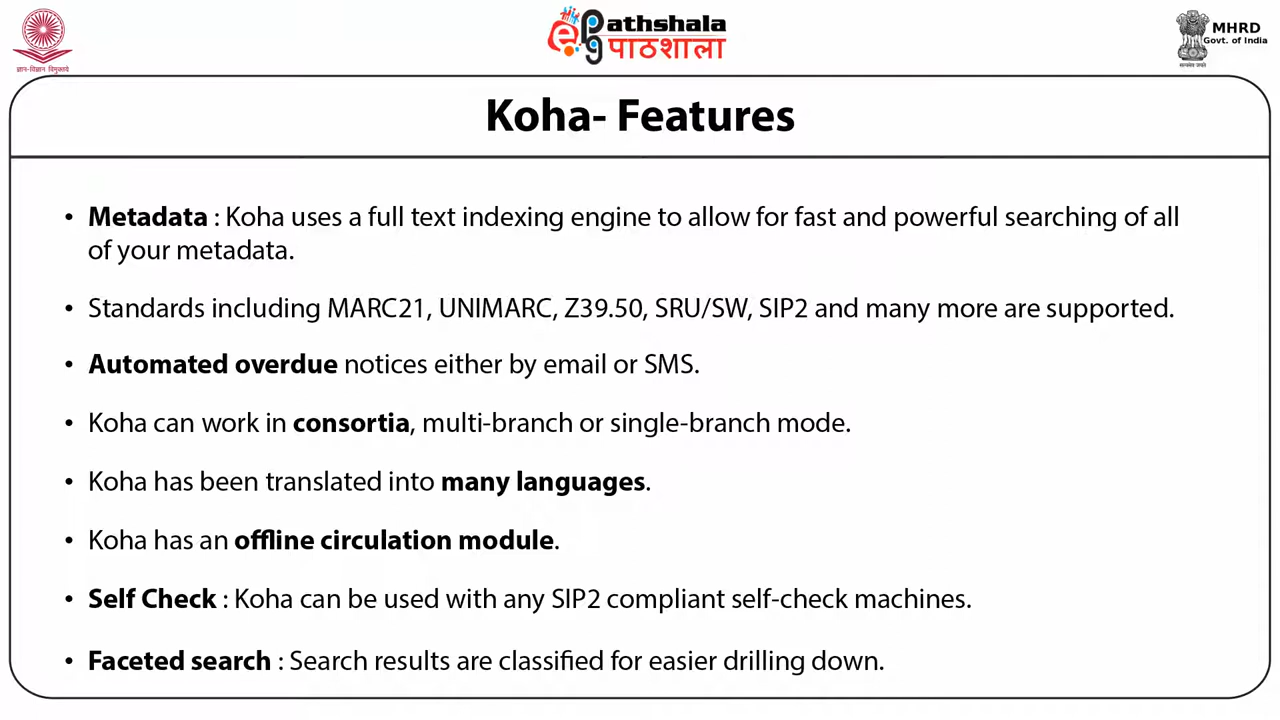 ज्ञान-विज्ञान विमुक्तये
epgathshala
पाठशाला
MHRD
Govt. of India
सत्यमेव जयते
Koha- Features
• Metadata : Koha uses a full text indexing engine to allow for fast and powerful searching of all
of your metadata.
• Standards including MARC21, UNIMARC, Z39.50, SRU/SW, SIP2 and many more are supported.
• Automated overdue notices either by email or SMS.
• Koha can work in consortia, multi-branch or single-branch mode.
• Koha has been translated into many languages.
• Koha has an offline circulation module.
• Self Check : Koha can be used with any SIP2 compliant self-check machines.
• Faceted search : Search results are classified for easier drilling down.